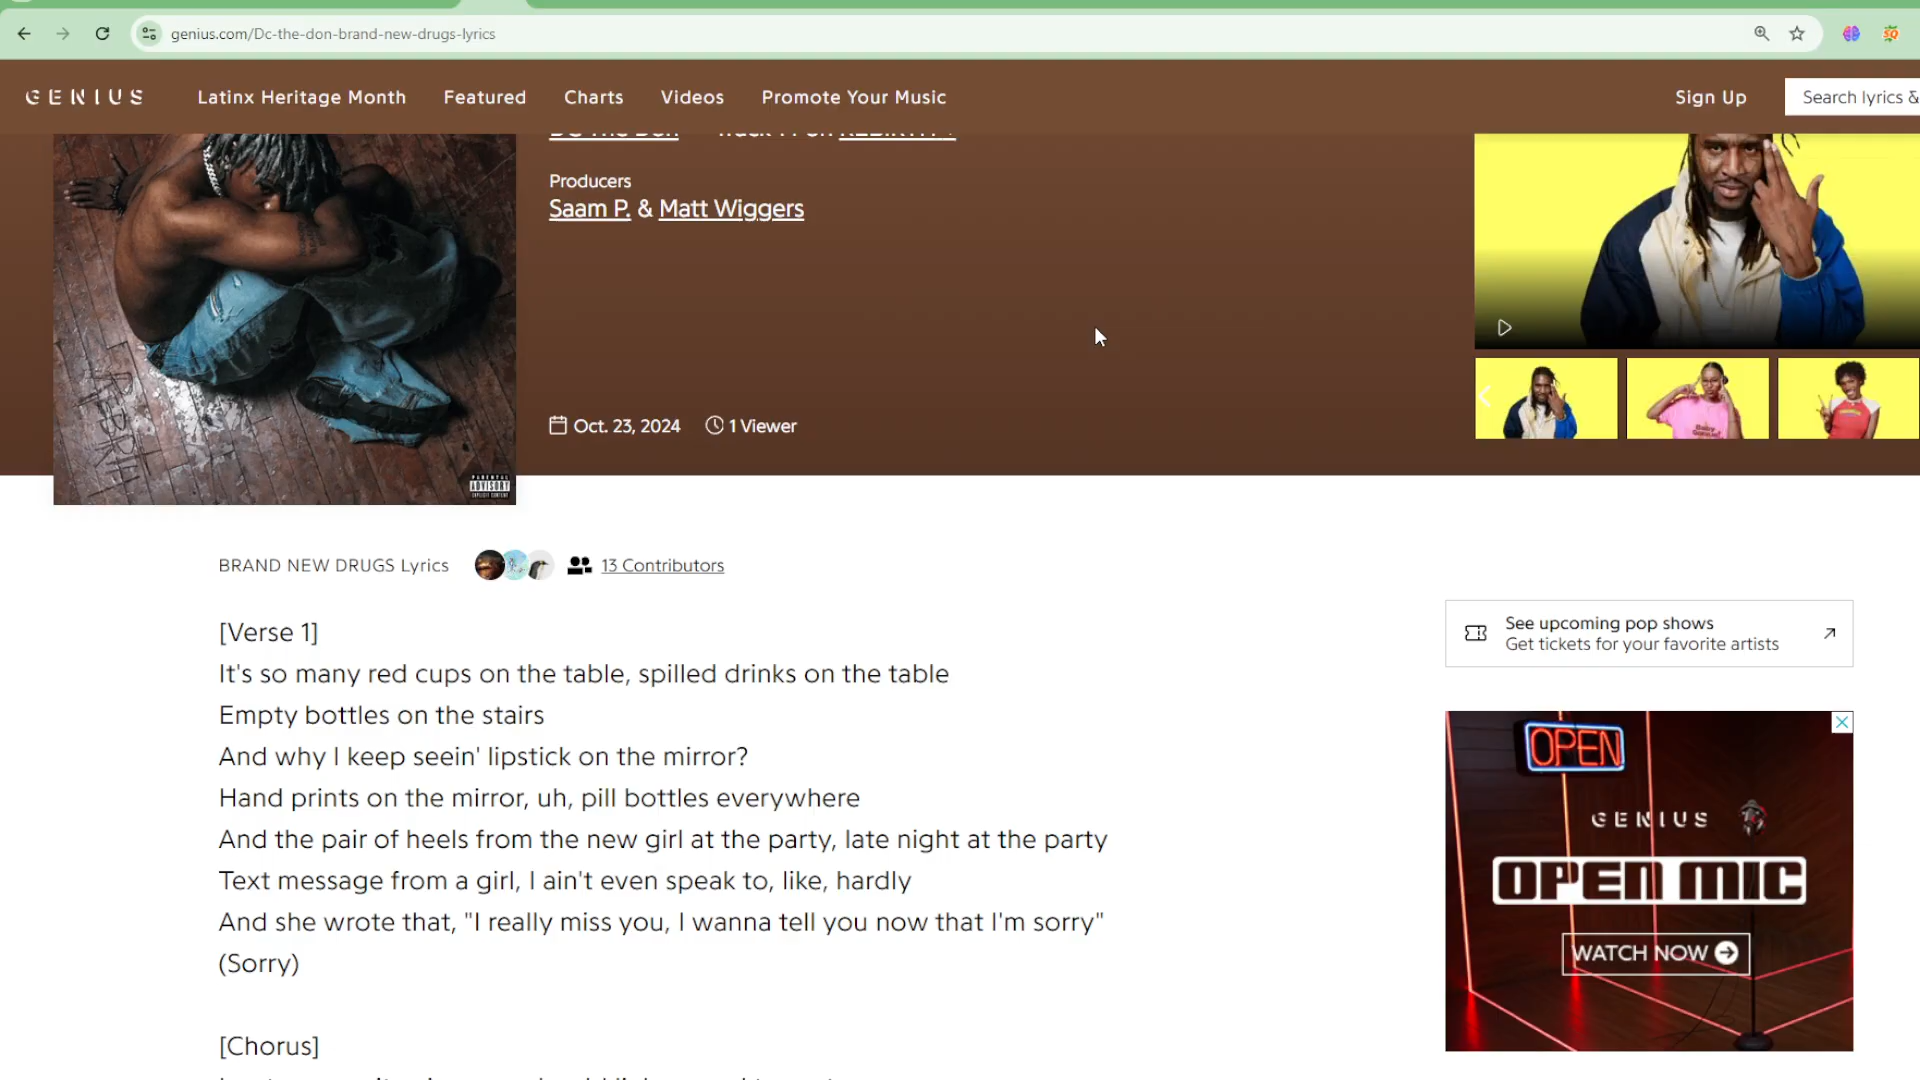 genius.com/Dc-the-don-brand-new-drugs-lyrics
GENIUS
Latinx Heritage Month
Featured
Charts
Videos
Promote Your Music
Sign Up
Search lyrics &
Producers
Saam P. & Matt Wiggers
Oct. 23, 2024
1 Viewer
PARENTAL
ADVISORY
EXPLICIT CONTENT
BRAND NEW DRUGS Lyrics
13 Contributors
[Verse 1]
It's so many red cups on the table, spilled drinks on the table
Empty bottles on the stairs
And why I keep seein' lipstick on the mirror?
Hand prints on the mirror, uh, pill bottles everywhere
And the pair of heels from the new girl at the party, late night at the party
Text message from a girl, I ain't even speak to, like, hardly
And she wrote that, "I really miss you, I wanna tell you now that I'm sorry"
(Sorry)
[Chorus]
See upcoming pop shows
Get tickets for your favorite artists
OPEN
GENIUS
OPEN MIC
WATCH NOW